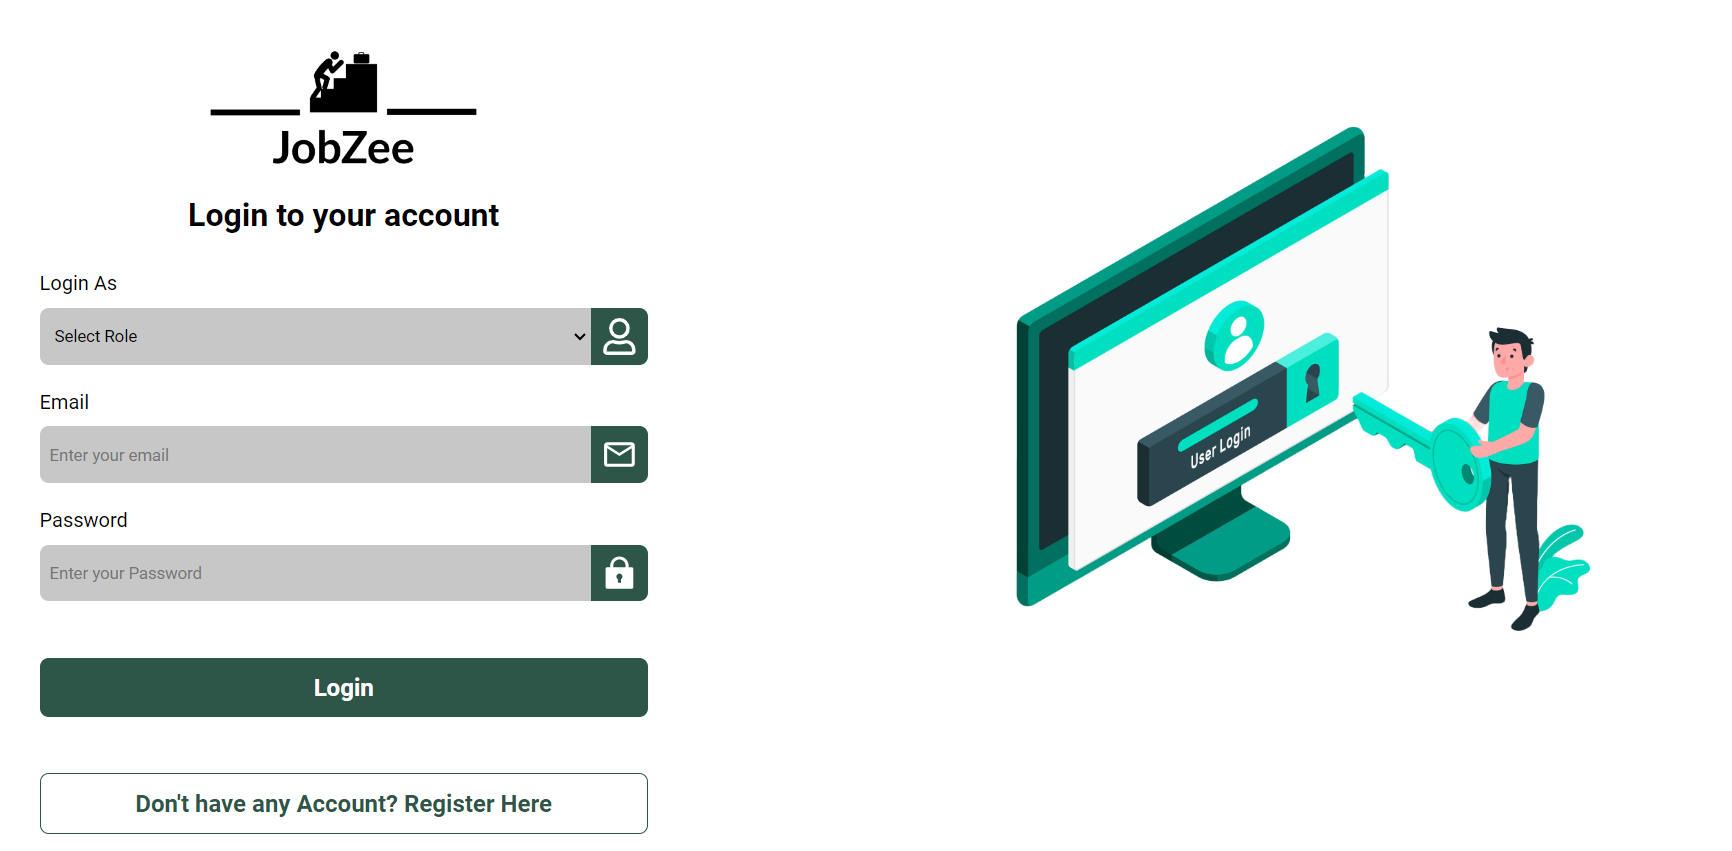 JobZee
Login to your account
Login As
Select Role
Email
Enter your email
Password
Enter your Password
Login
Don't have any Account? Register Here
User Login